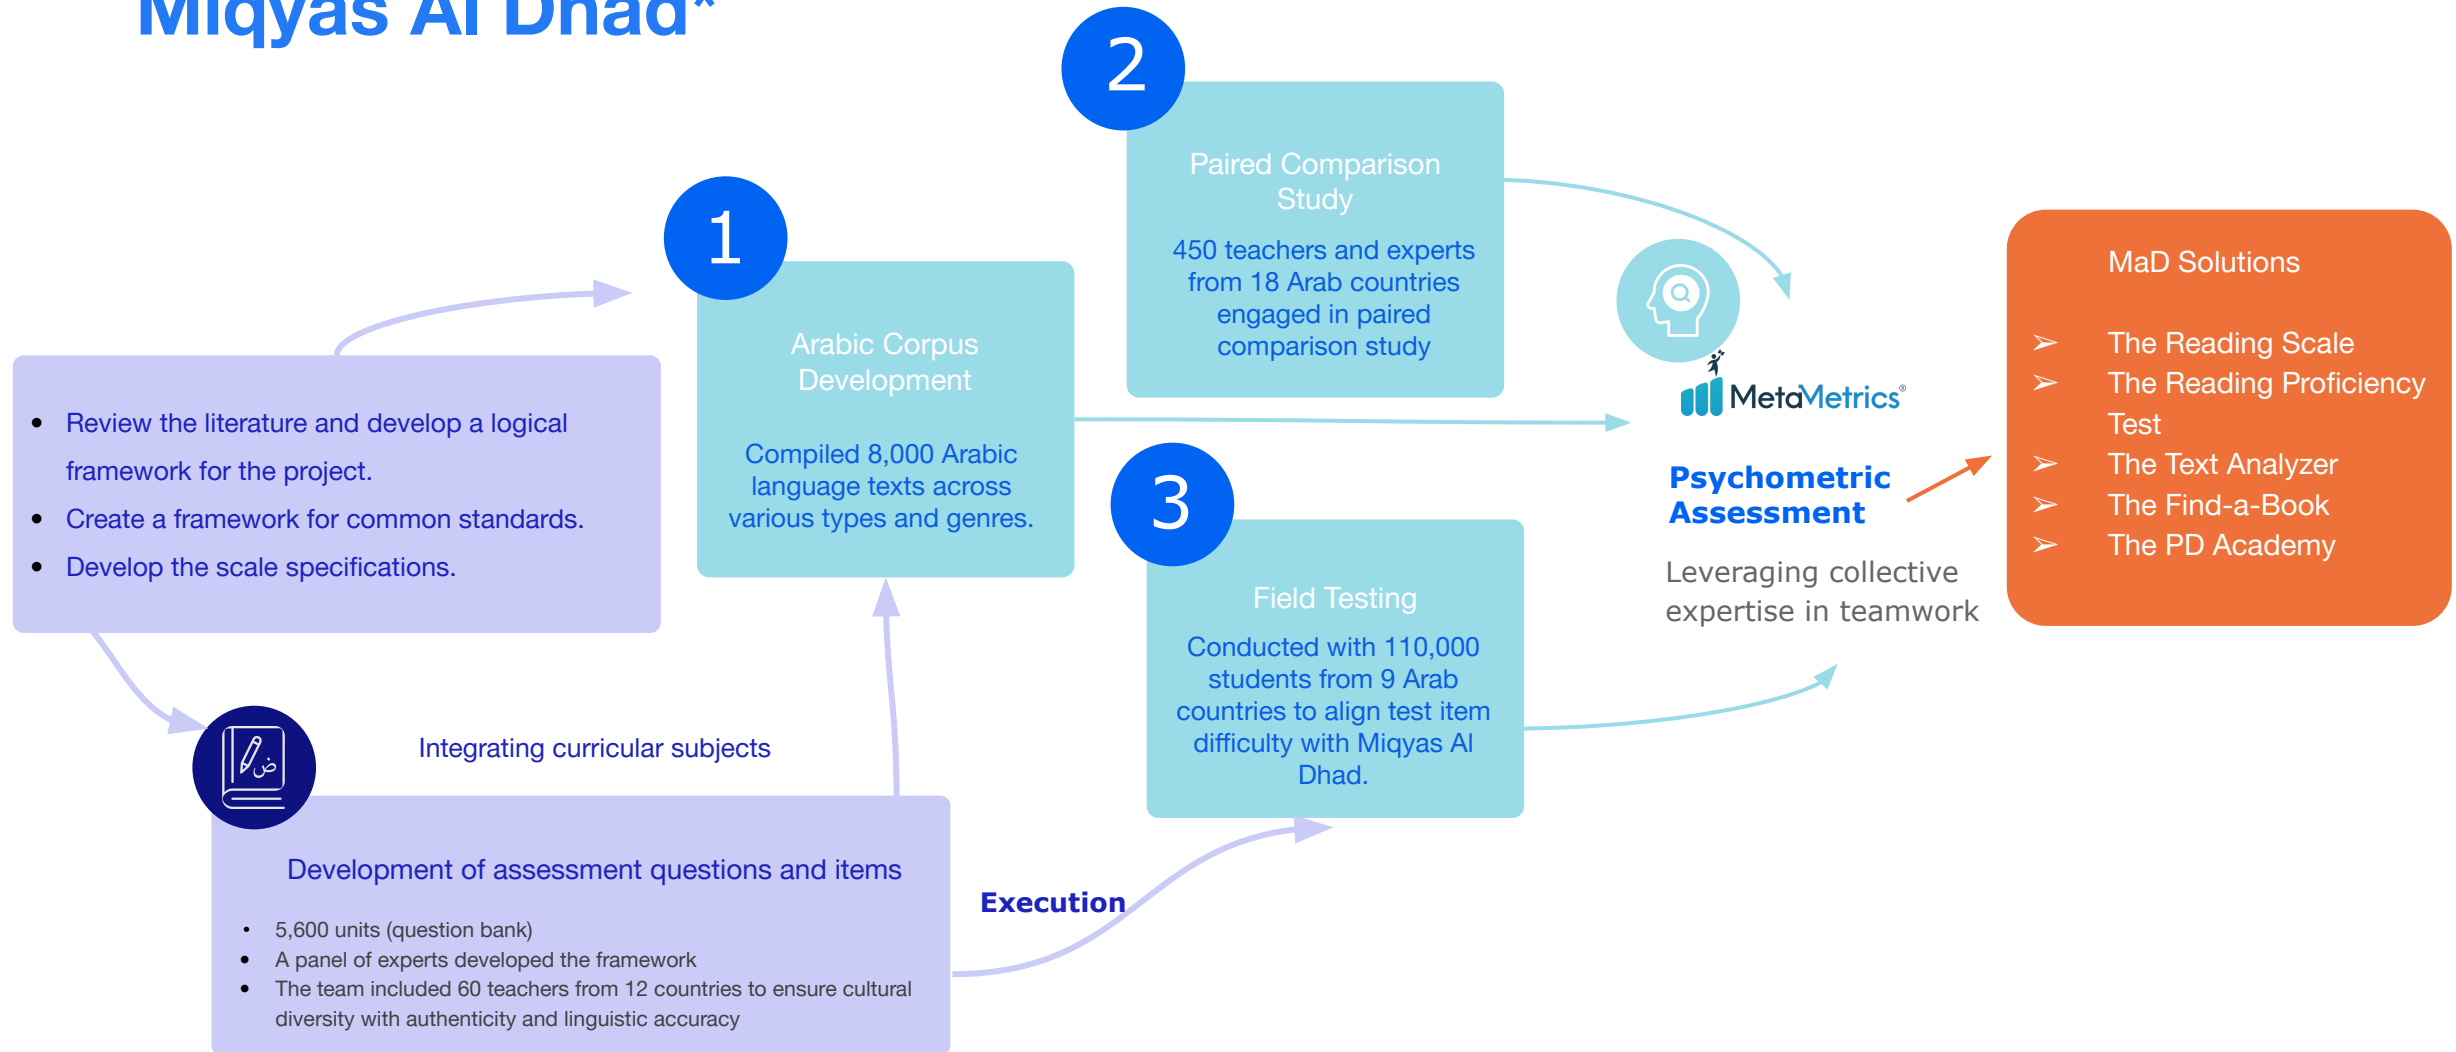 Miqyas Al Dhad*
Review the literature and develop a logical
framework for the project.
Create a framework for common standards.
Develop the scale specifications.
1
Arabic Corpus
Development
Compiled 8,000 Arabic
language texts across
various types and genres.
2
Paired Comparison
Study
450 teachers and experts
from 18 Arab countries
engaged in paired
comparison study
3
Field Testing
Conducted with 110,000
students from 9 Arab
countries to align test item
difficulty with Miqyas Al
Dhad.
ض
Integrating curricular subjects
Development of assessment questions and items
5,600 units (question bank)
A panel of experts developed the framework
The team included 60 teachers from 12 countries to ensure cultural
diversity with authenticity and linguistic accuracy
Execution
MetaMetrics®
Psychometric
Assessment
Leveraging collective
expertise in teamwork
MaD Solutions
➢ The Reading Scale
➢ The Reading Proficiency
Test
➢ The Text Analyzer
➢ The Find-a-Book
➢ The PD Academy